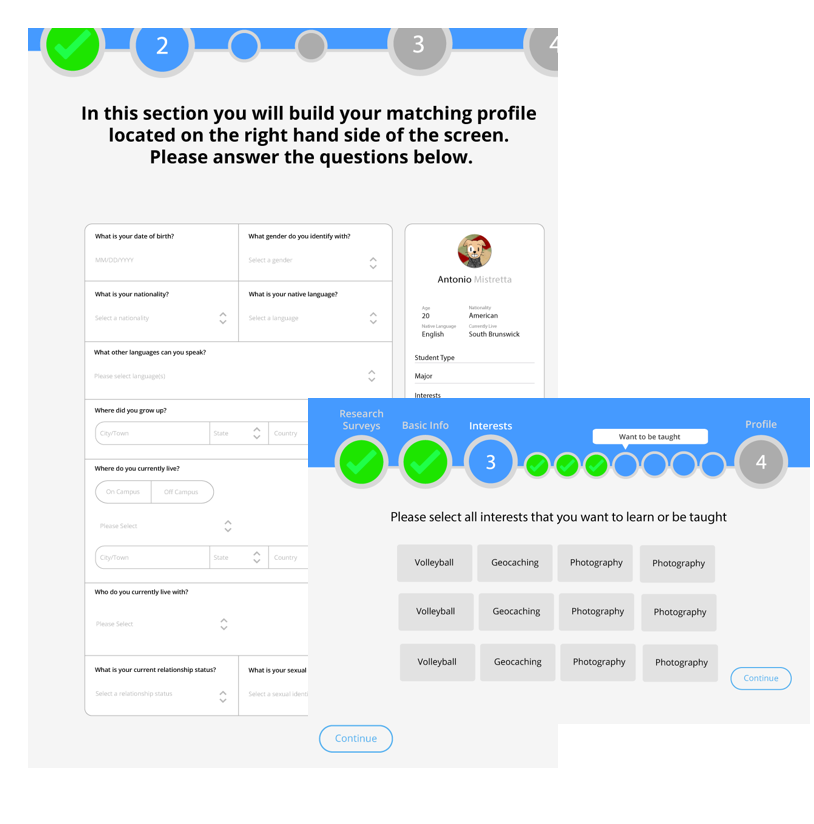 2
3
4
In this section you will build your matching profile
located on the right hand side of the screen.
Please answer the questions below.
What is your date of birth?
What gender do you identify with?
MM/DD/YYYY
Select a gender
What is your nationality?
What is your native language?
Select a nationality
Select a language
What other languages can you speak?
Please select language(s)
Where did you grow up?
City/Town
State
Country
Where do you currently live?
On Campus
Off Campus
Please Select
City/Town
State
Country
Who do you currently live with?
Please Select
What is your current relationship status?
What is your sexual
Select a relationship status
Select a sexual identi
Continue
Antonio Mistretta
Age
Nationality
20
American
Native Language
Currently Live
English
South Brunswick
Student Type
Major
Interests
Research
Surveys
Basic Info
Interests
Want to be taught
Profile
3
4
Please select all interests that you want to learn or be taught
Volleyball
Geocaching
Photography
Photography
Volleyball
Geocaching
Photography
Photography
Volleyball
Geocaching
Photography
Photography
Continue